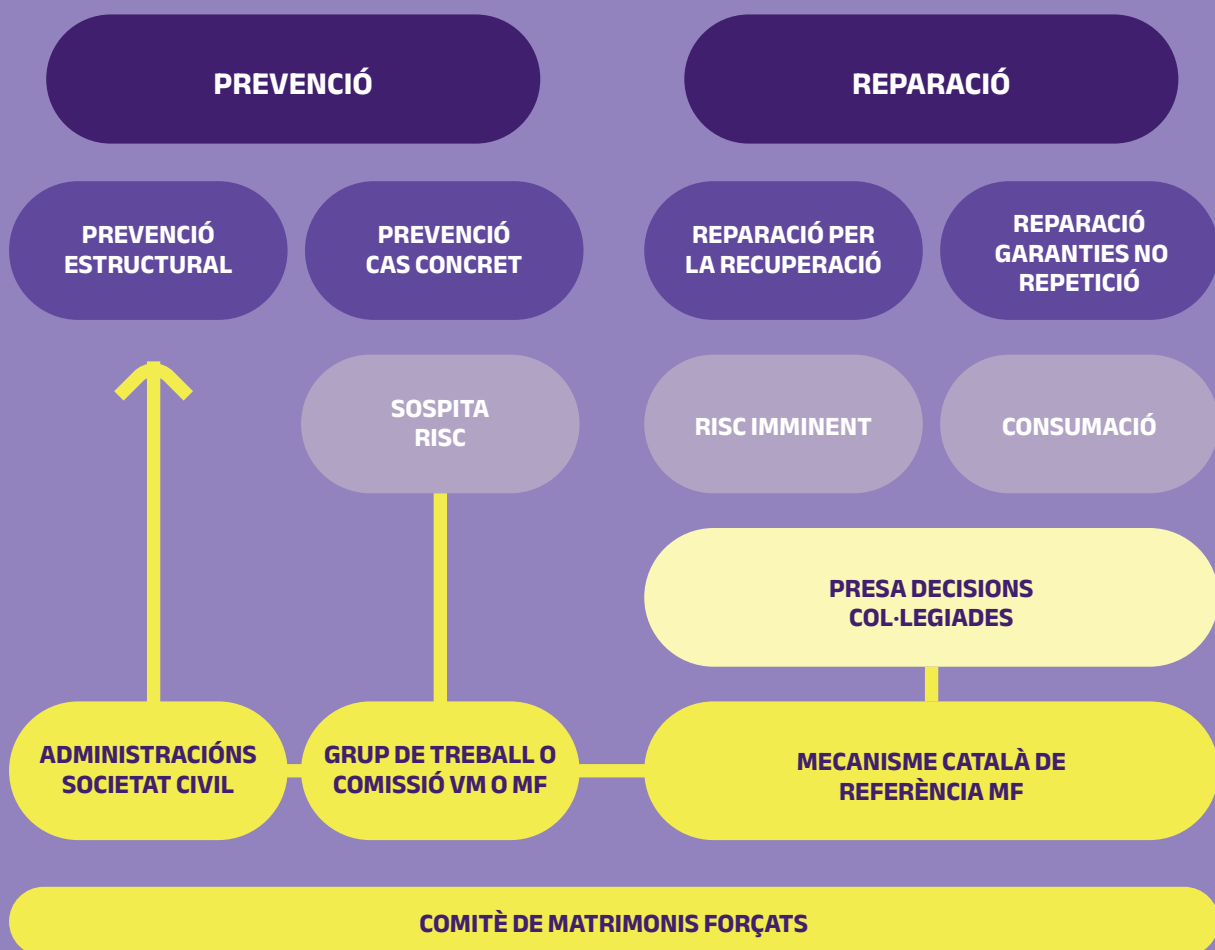 PREVENCIÓ
REPARACIÓ
PREVENCIÓ
ESTRUCTURAL
PREVENCIÓ
CAS CONCRET
REPARACIÓ PER
LA RECUPERACIÓ
REPARACIÓ
GARANTIES NO
REPETICIÓ
SOSPITA
RISC
RISC IMMINENT
CONSUMACIÓ
PRESA DECISIONS
COL·LEGIADES
ADMINISTRACIÓNS
SOCIETAT CIVIL
GRUP DE TREBALL O
COMISSIÓ VM O MF
MECANISME CATALÀ DE
REFERÈNCIA MF
COMITÈ DE MATRIMONIS FORÇATS